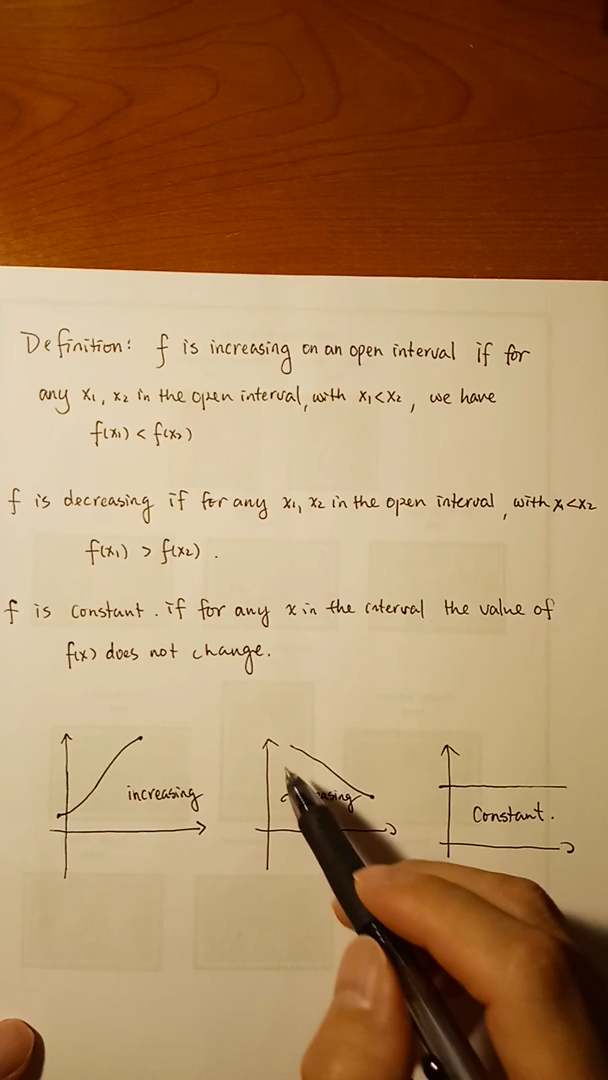 Definition: f is increasing on an open interval if for
any x₁, x₂ in the open interval, with x₁<x₂, we have
f(x₁) < f(x₂)
f is decreasing if for any x₁, x₂ in the open interval, with x₁<x₂
f(x₁) > f(x₂).
f is constant. if for any x in the interval the value of
f(x) does not change.
increasing
Constant.